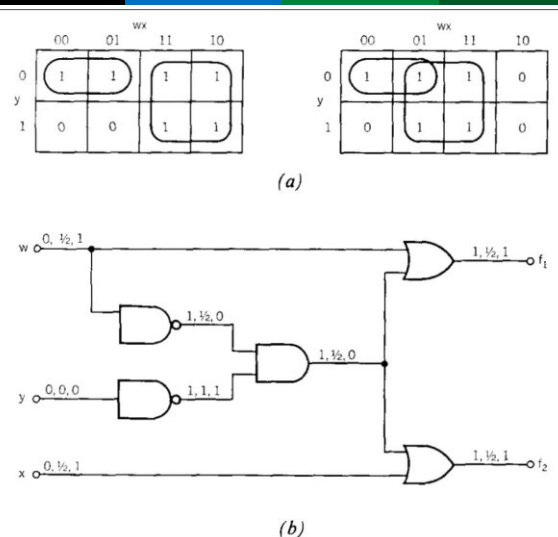 wx
00 01 11 10
0 1 1 1 1
y
1 0 0 1 1
wx
00 01 11 10
0 1 1 1 0
y
1 0 1 1 0
(a)
w 0, ½, 1
1, ½, 1 f₁
1, ½, 0
1, ½, 0
y 0, 0, 0
1, 1, 1
x 0, ½, 1
1, ½, 1 f₂
(b)